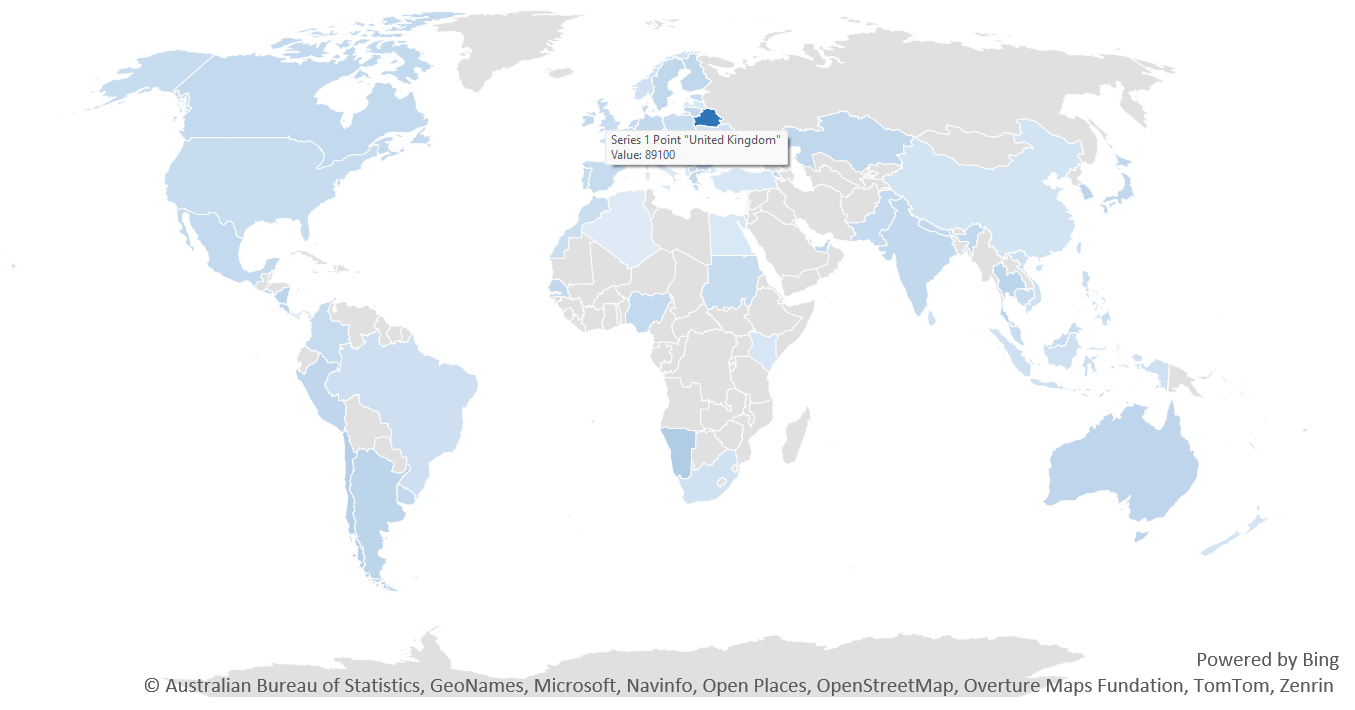 Series 1 Point "United Kingdom"
Value: 89100
Powered by Bing
© Australian Bureau of Statistics, GeoNames, Microsoft, Navinfo, Open Places, OpenStreetMap, Overture Maps Fundation, TomTom, Zenrin